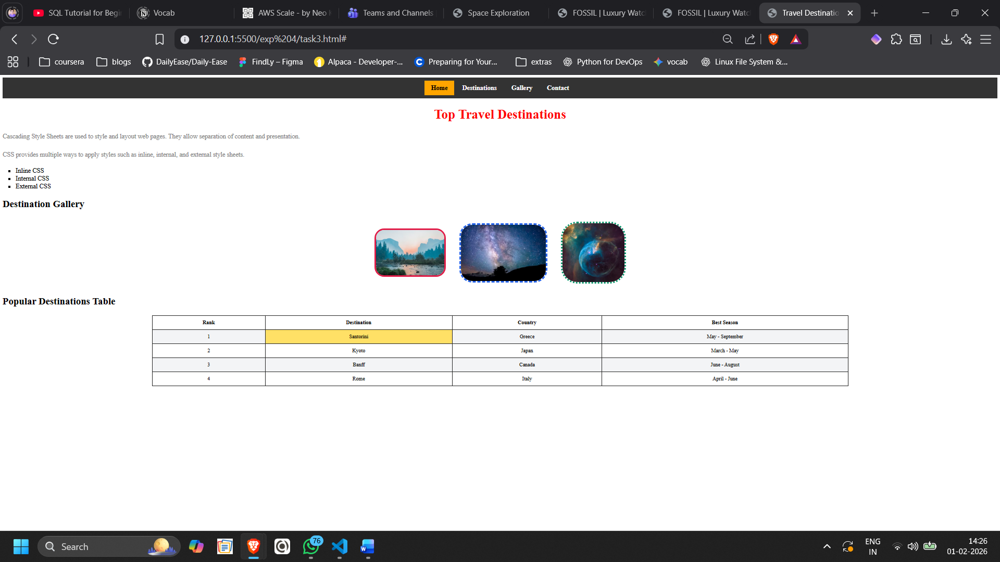 SQL Tutorial for Begi
Vocab
AWS Scale - by Neo K
Teams and Channels
Space Exploration
FOSSIL | Luxury Watc
FOSSIL | Luxury Watc
Travel Destinatio
127.0.0.1:5500/exp%204/task3.html#
coursera
blogs
DailyEase/Daily-Ease
FindLy – Figma
Alpaca - Developer-...
Preparing for Your...
extras
Python for DevOps
vocab
Linux File System &...
Home Destinations Gallery Contact
Top Travel Destinations
Cascading Style Sheets are used to style and layout web pages. They allow separation of content and presentation.
CSS provides multiple ways to apply styles such as inline, internal, and external style sheets.
Inline CSS
Internal CSS
External CSS
Destination Gallery
Popular Destinations Table
Rank Destination Country Best Season
1 Santorini Greece May - September
2 Kyoto Japan March - May
3 Banff Canada June - August
4 Rome Italy April - June
Search
76
ENG
IN
14:26
01-02-2026